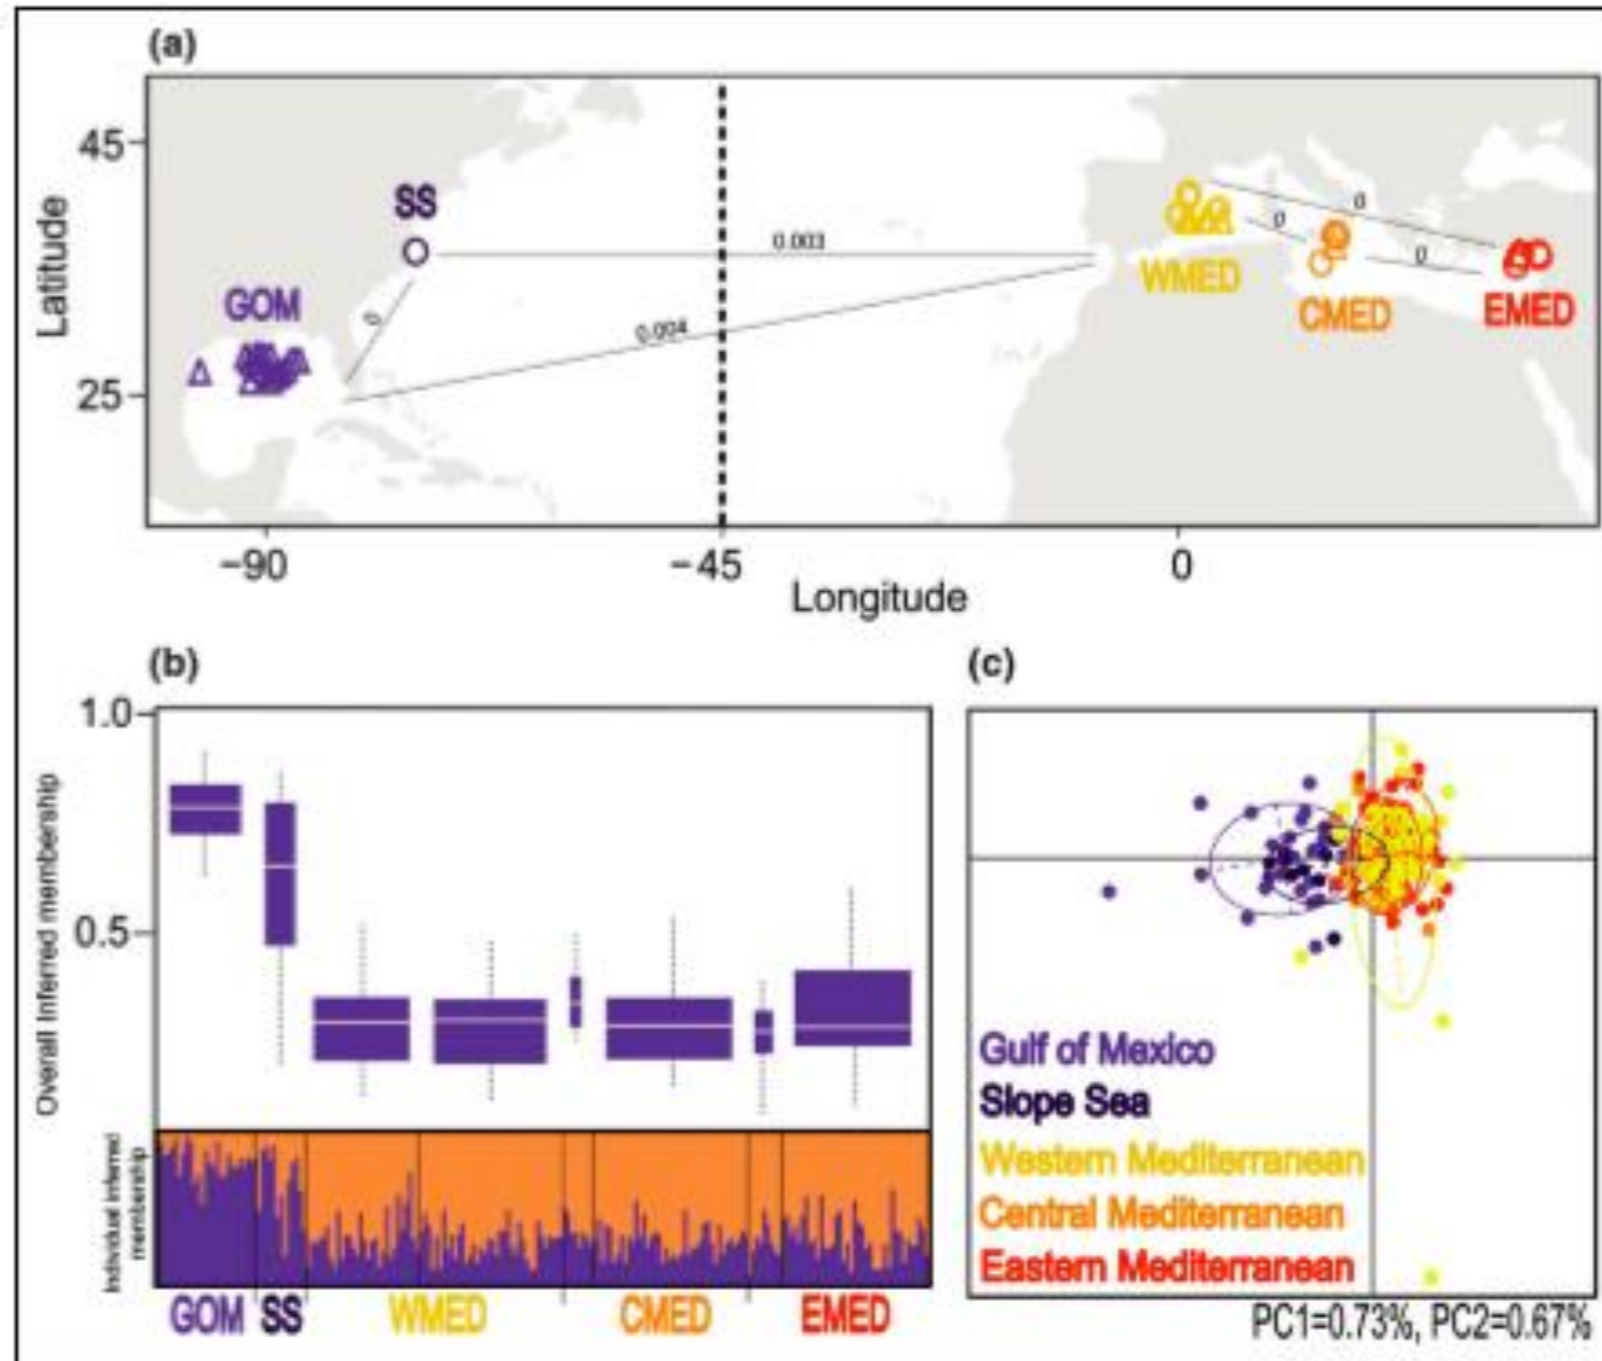 (a)
45
SS
0.003
0
0
0
WMED
CMED
EMED
GOM
0
0.004
25
Latitude
−90
−45
0
Longitude
(b)
1.0
0.5
Overall Inferred membership
Individual inferred
membership
GOM SS WMED CMED EMED
(c)
Gulf of Mexico
Slope Sea
Western Mediterranean
Central Mediterranean
Eastern Mediterranean
PC1=0.73%, PC2=0.67%